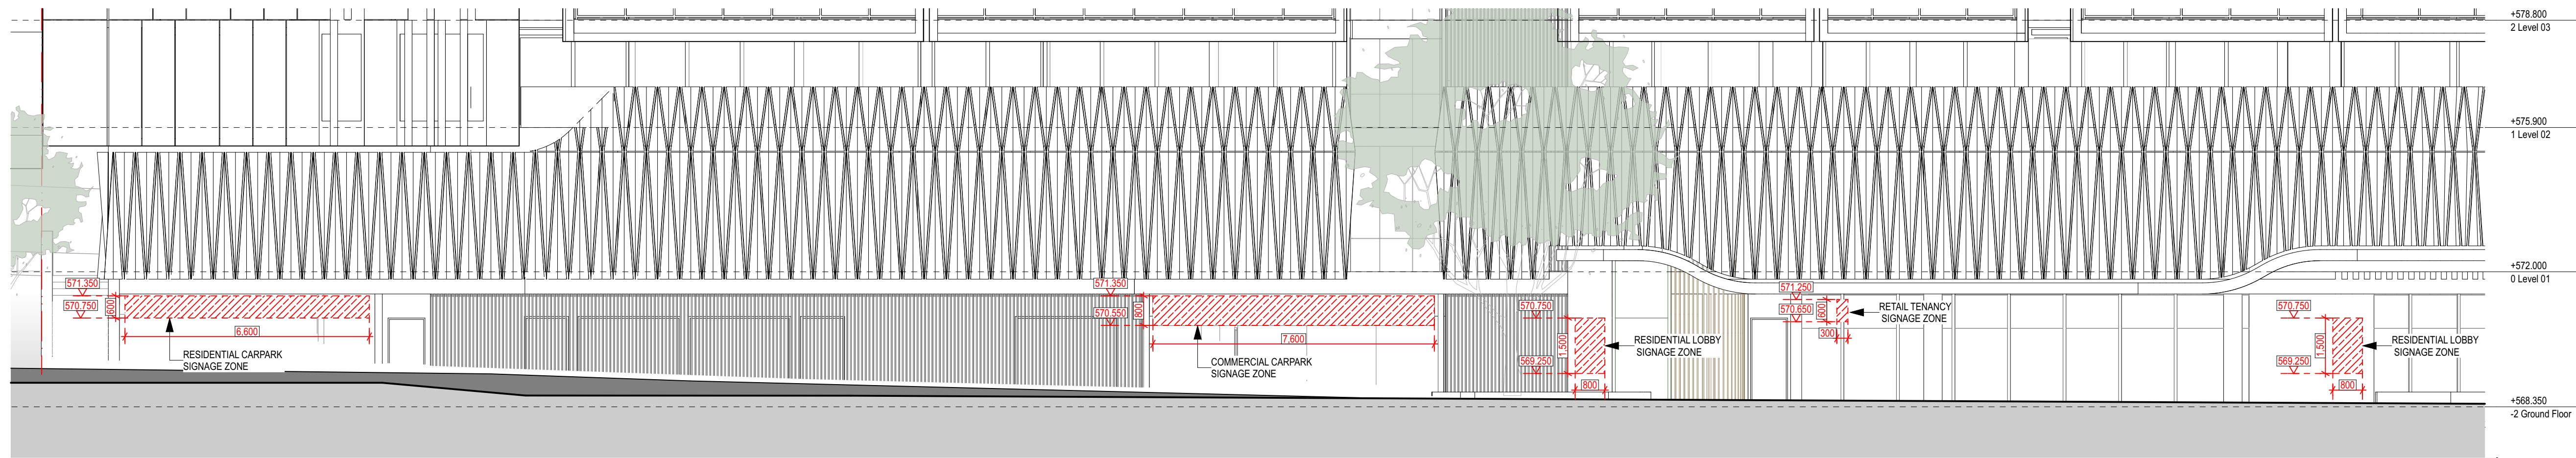 +578.800
2 Level 03
+575.900
1 Level 02
+572.000
0 Level 01
+568.350
-2 Ground Floor
571.350
570.750
600
6,600
RESIDENTIAL CARPARK
SIGNAGE ZONE
571.350
570.550
800
7,600
COMMERCIAL CARPARK
SIGNAGE ZONE
570.750
569.250
1,500
800
RESIDENTIAL LOBBY
SIGNAGE ZONE
571.250
570.650
600
300
RETAIL TENANCY
SIGNAGE ZONE
570.750
569.250
1,500
800
RESIDENTIAL LOBBY
SIGNAGE ZONE